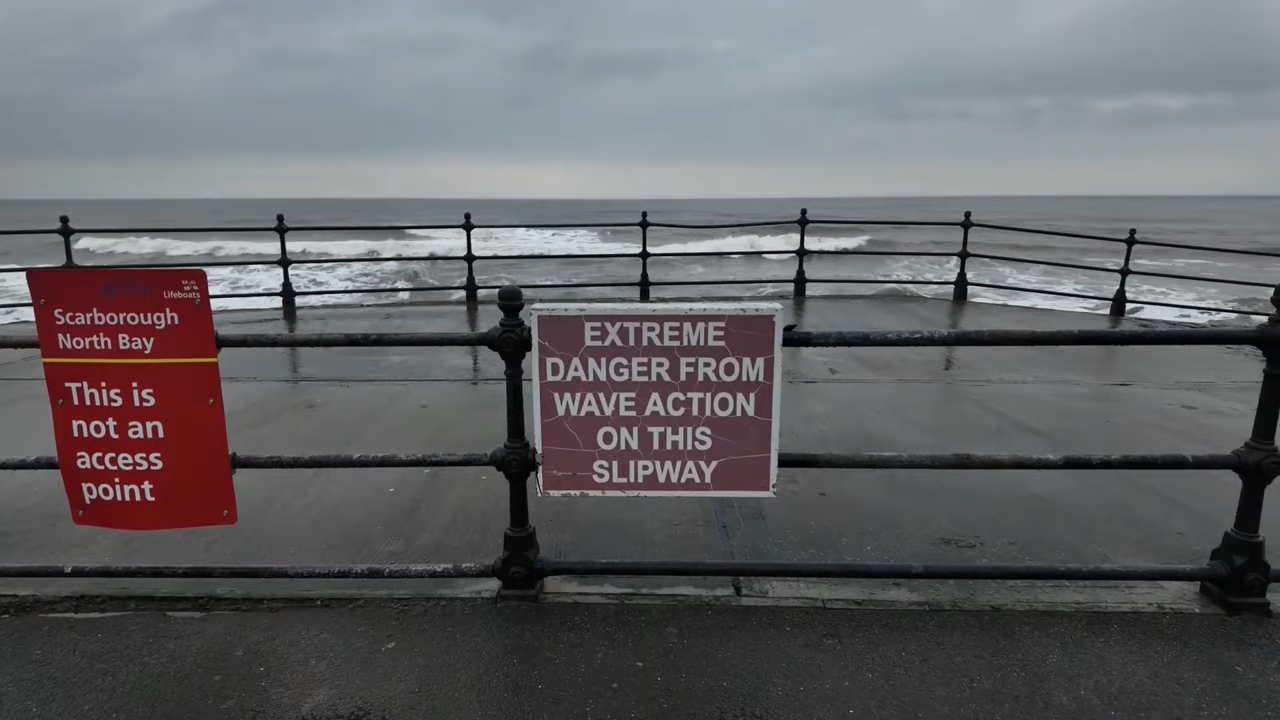 Lifeboats
Scarborough
North Bay
This is
not an
access
point
EXTREME
DANGER FROM
WAVE ACTION
ON THIS
SLIPWAY